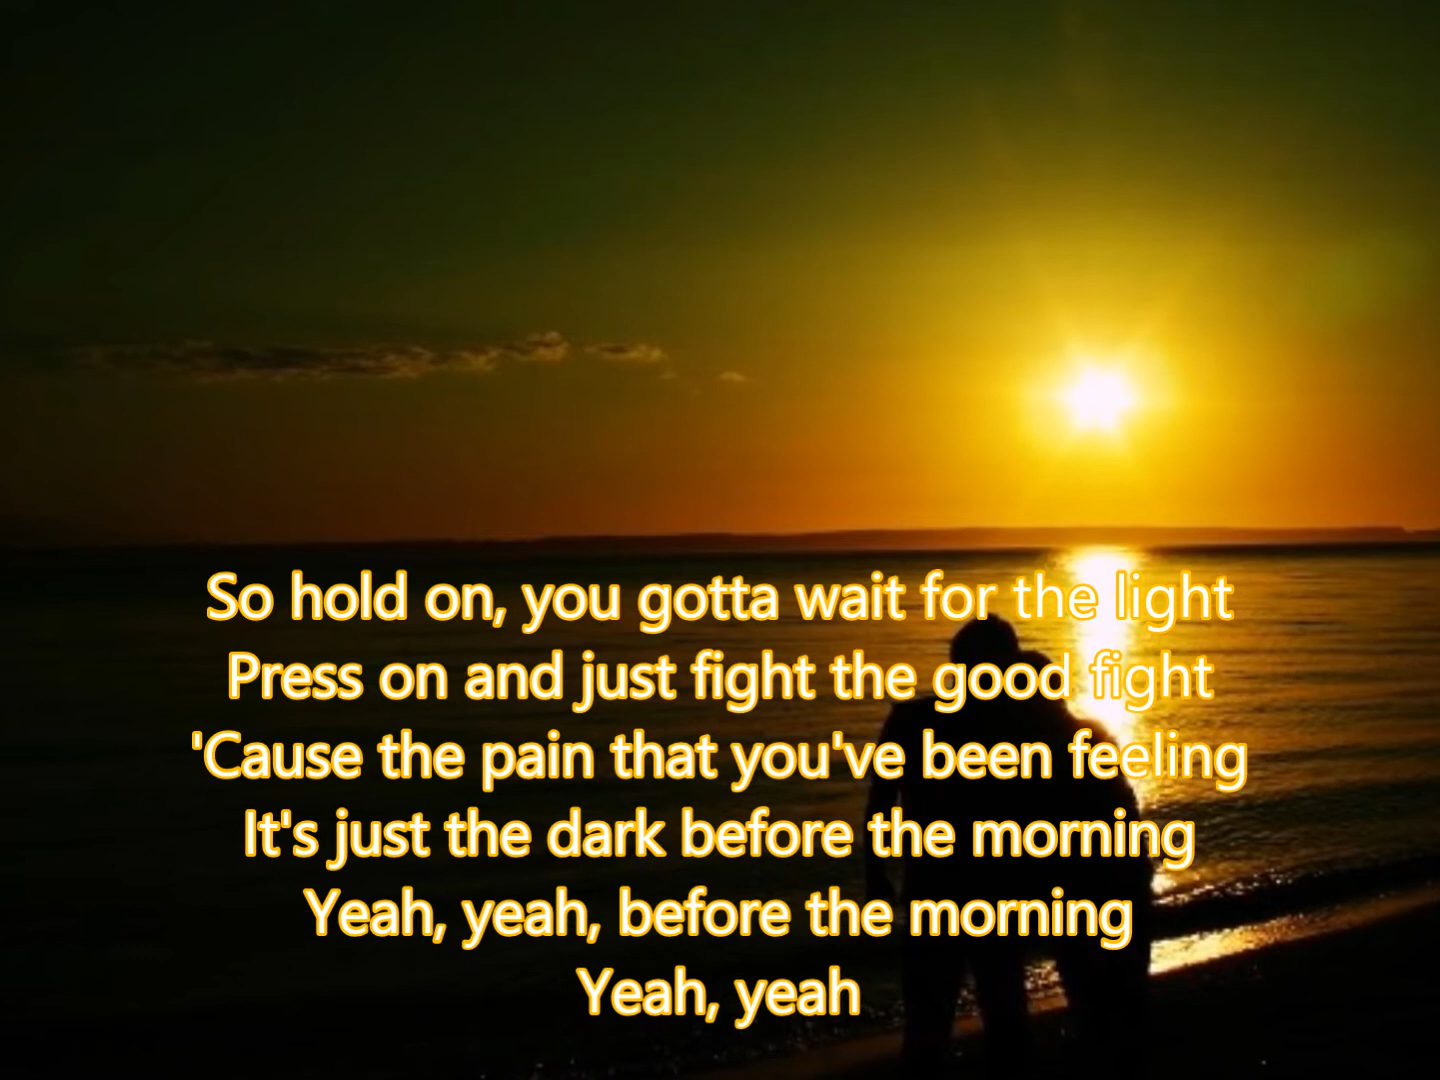 So hold on, you gotta wait for the light
Press on and just fight the good fight
'Cause the pain that you've been feeling
It's just the dark before the morning
Yeah, yeah, before the morning
Yeah, yeah